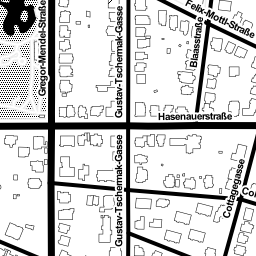 Felix-Mottl-Straße
Gregor-Mendel-Straße
Gustav-Tschermak-Gasse
Blaasstraße
Hasenauerstraße
Gustav-Tschermak-Gasse
Cottagegasse